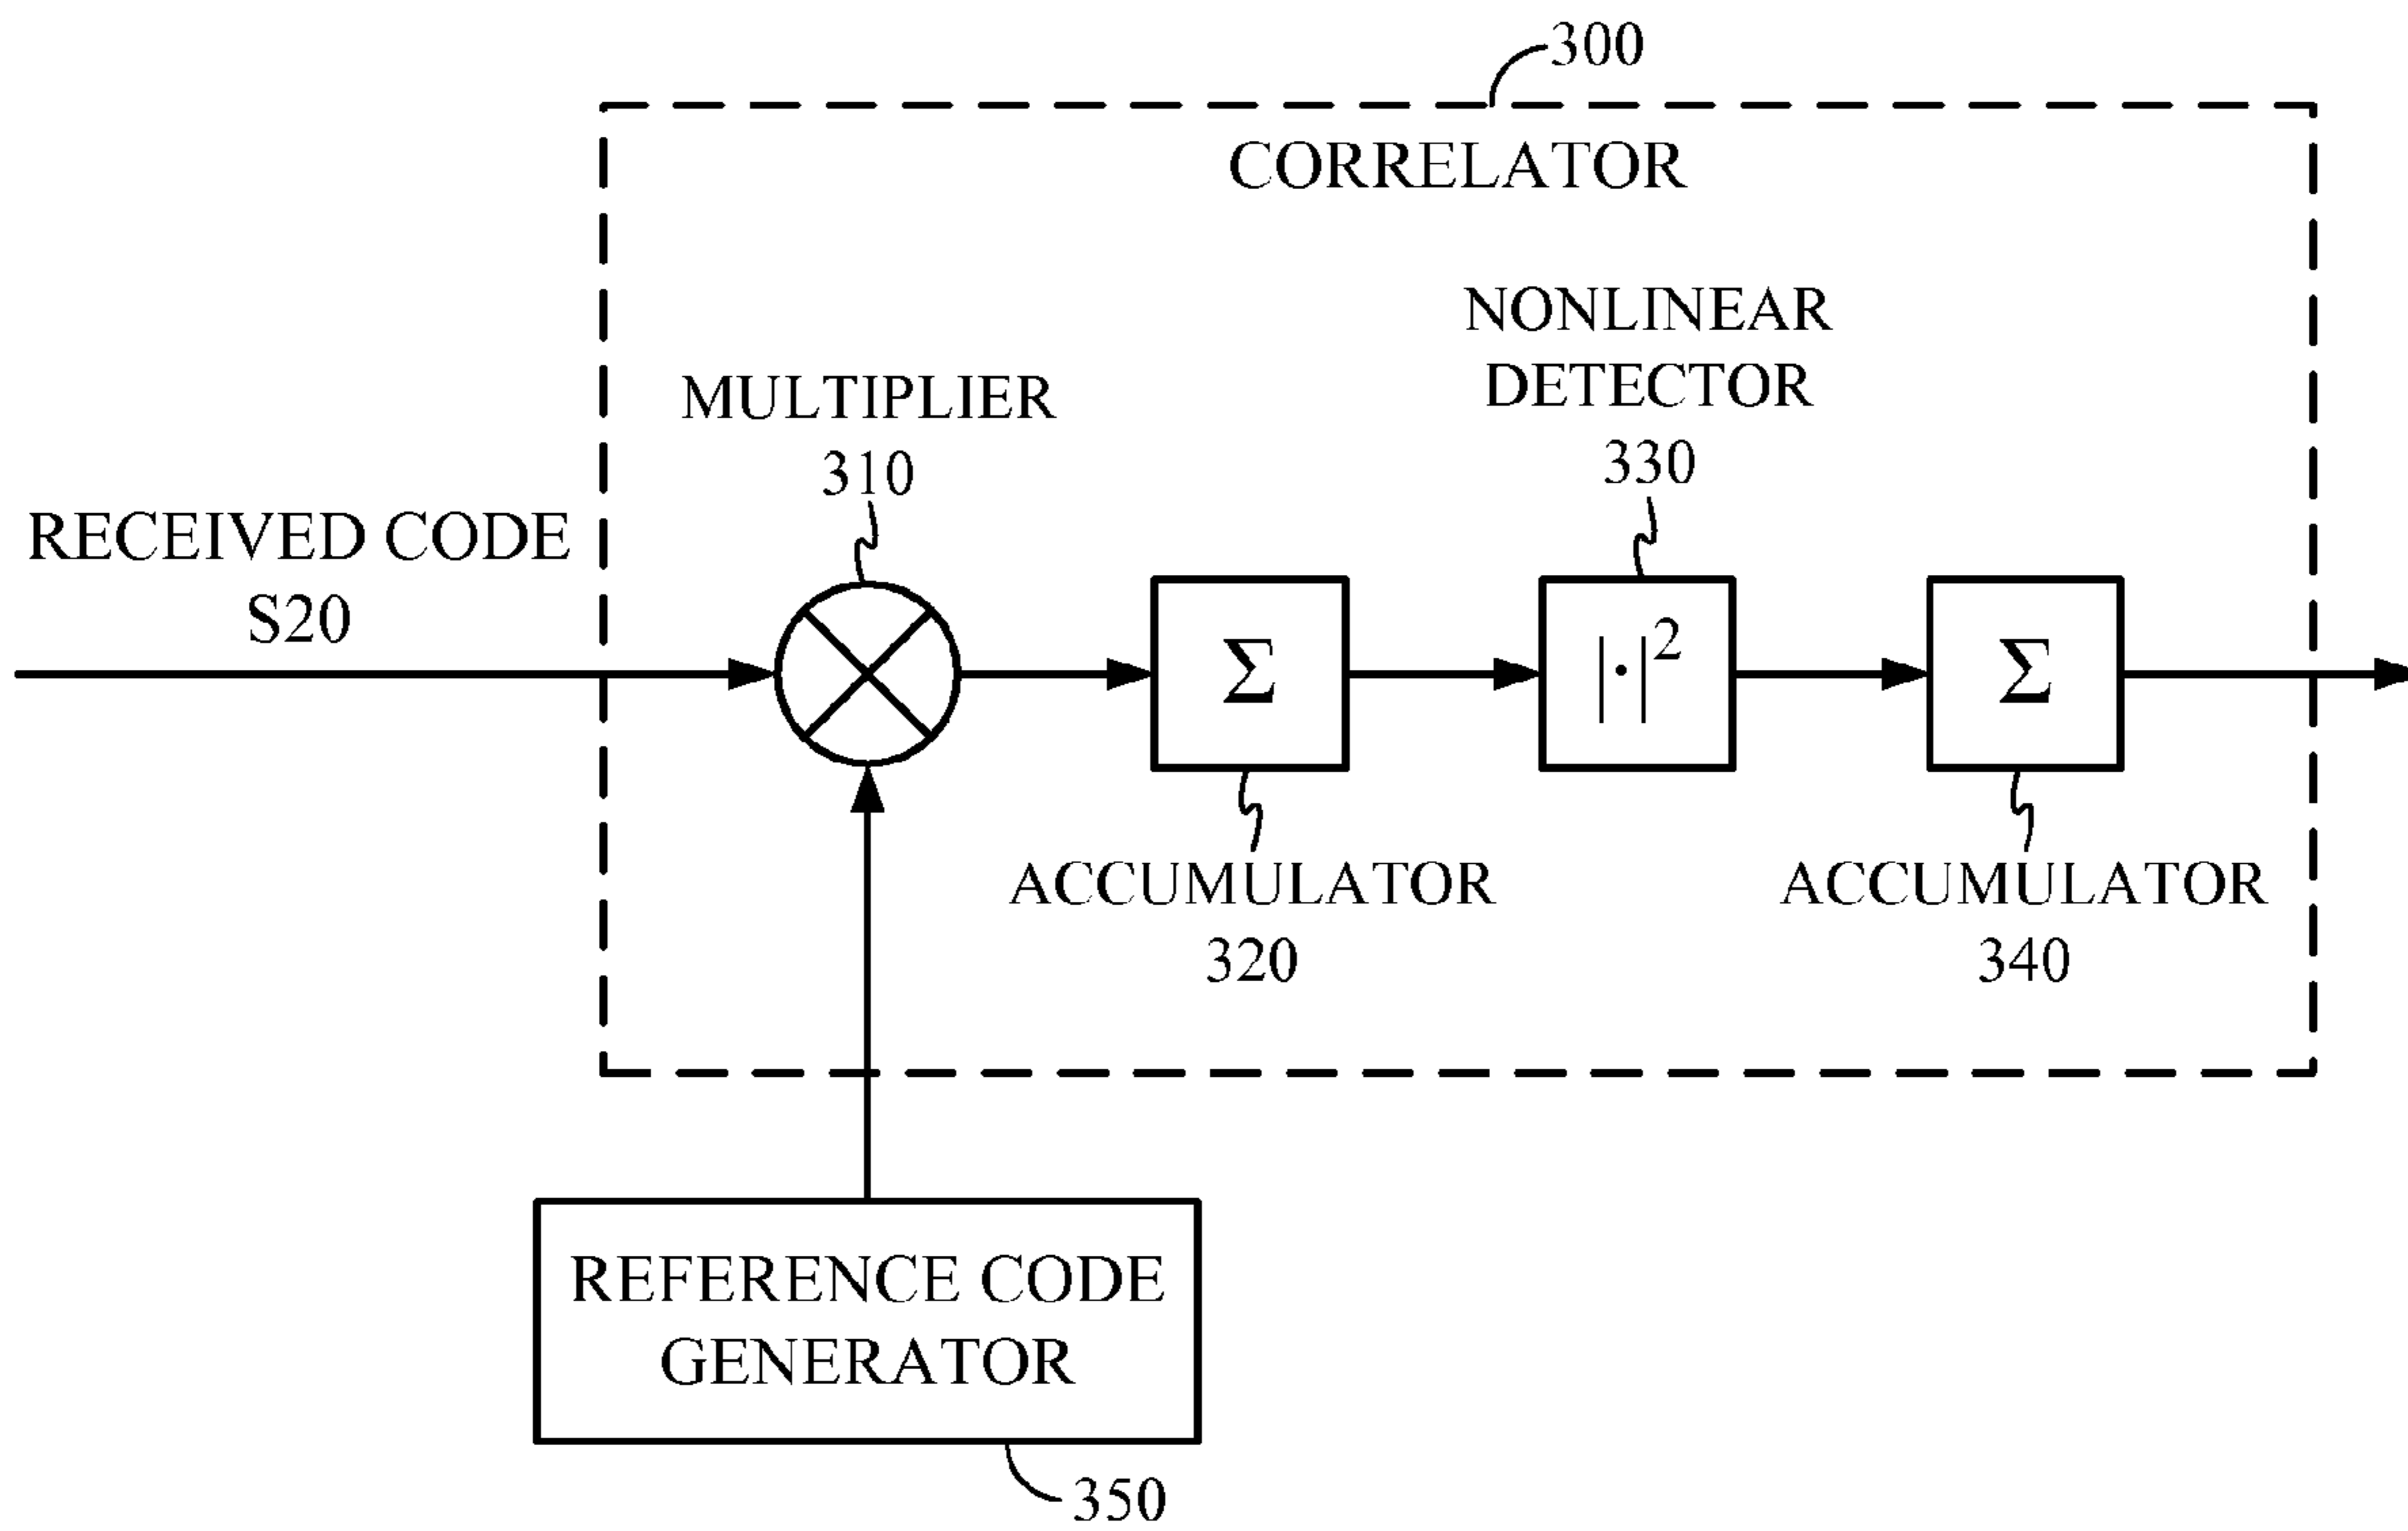 300
CORRELATOR
NONLINEAR
DETECTOR
330
MULTIPLIER
310
RECEIVED CODE
S20
Σ
|·|²
Σ
ACCUMULATOR
320
ACCUMULATOR
340
REFERENCE CODE
GENERATOR
350